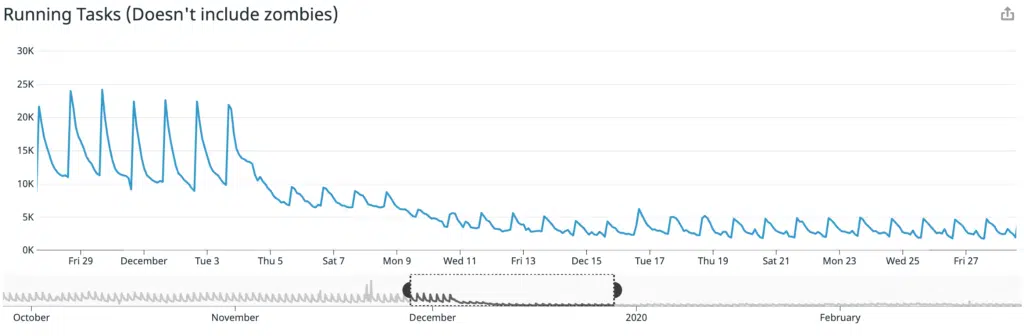 Running Tasks (Doesn't include zombies)
30K
25K
20K
15K
10K
5K
0K
Fri 29 December Tue 3 Thu 5 Sat 7 Mon 9 Wed 11 Fri 13 Dec 15 Tue 17 Thu 19 Sat 21 Mon 23 Wed 25 Fri 27
October November December 2020 February